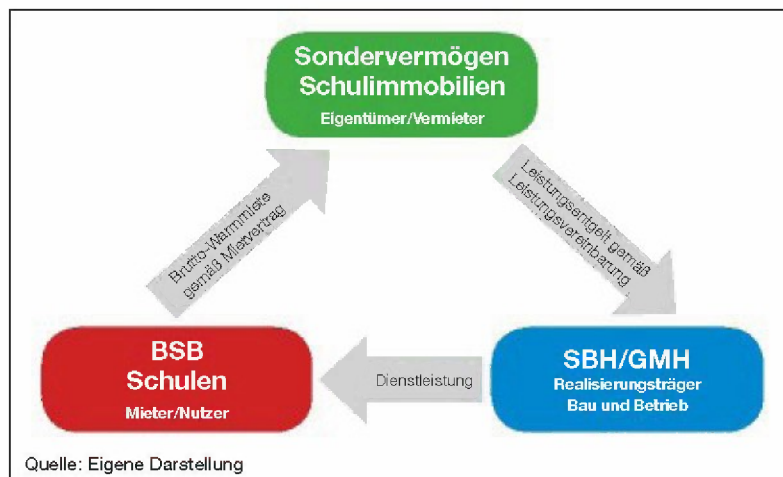 Sondervermögen
Schulimmobilien
Eigentümer/Vermieter
Brutto-Warmmiete
gemäß Mietvertrag
Leistungsentgelt gemäß
Leistungsvereinbarung
BSB
Schulen
Mieter/Nutzer
Dienstleistung
SBH/GMH
Realisierungsträger
Bau und Betrieb
Quelle: Eigene Darstellung